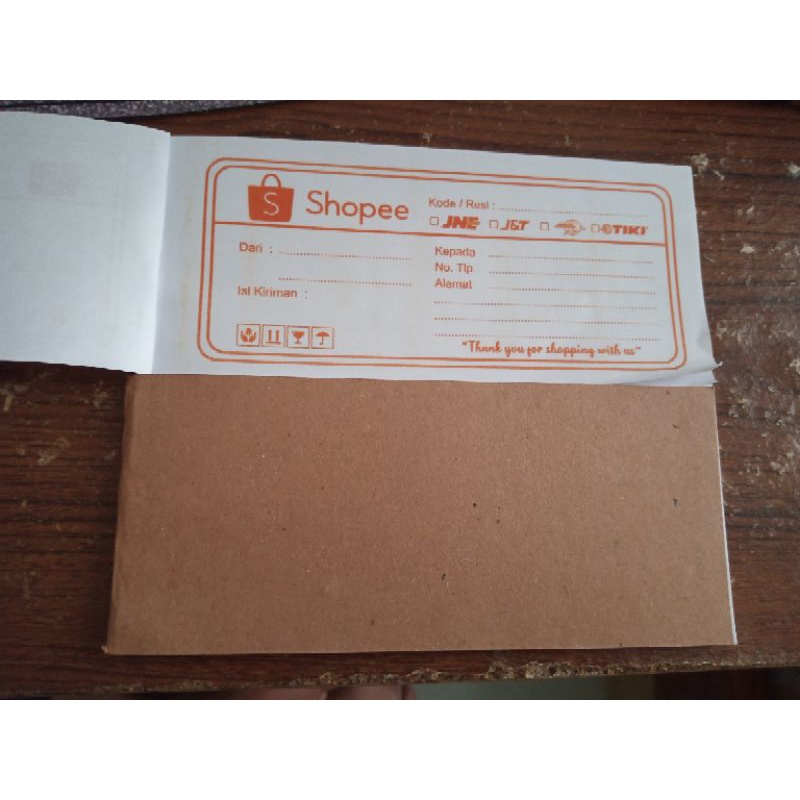 S Shopee
Kode / Resi :
JNE J&T TIKI
Dari :
Isi Kiriman :
Kepada
No. Tlp
Alamat
"Thank you for shopping with us"